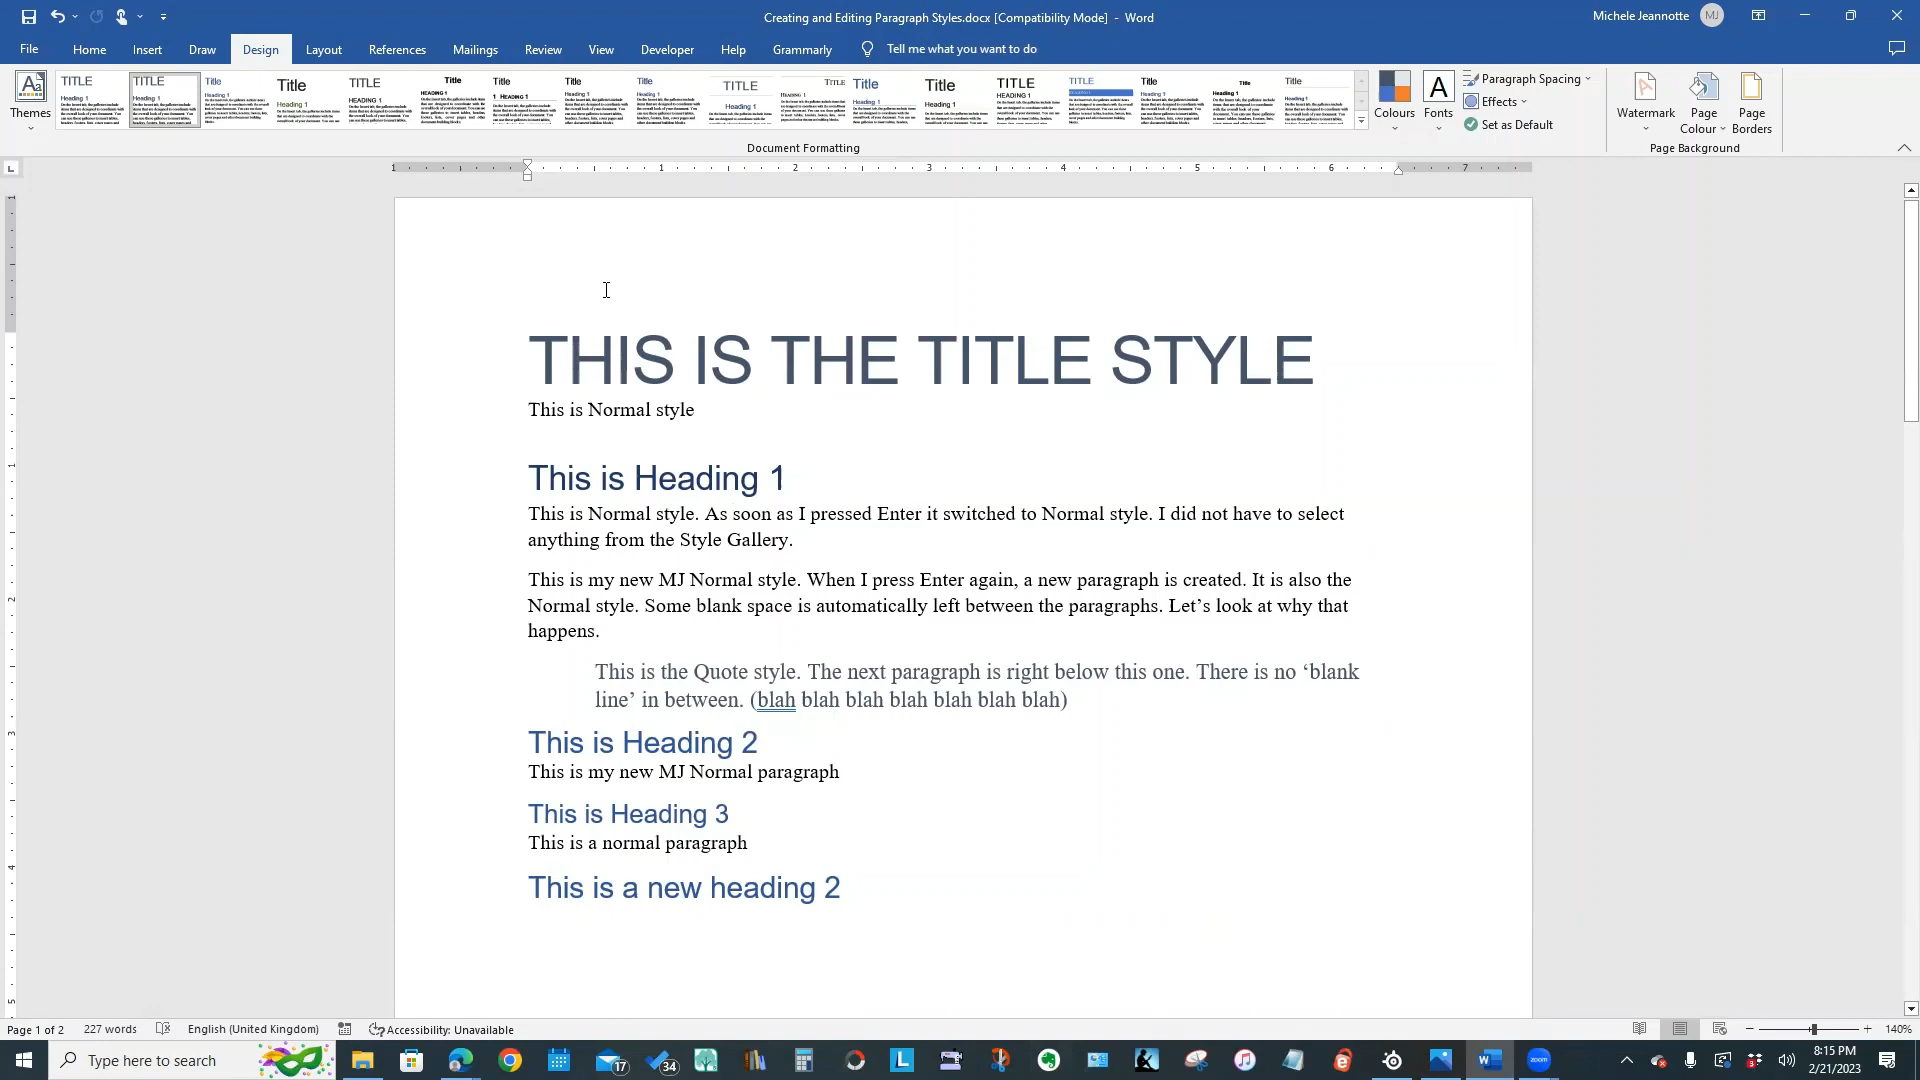 Creating and Editing Paragraph Styles.docx [Compatibility Mode] - Word
Michele Jeannotte
MJ
File
Home
Insert
Draw
Design
Layout
References
Mailings
Review
View
Developer
Help
Grammarly
Tell me what you want to do
Themes
Colours
Fonts
Paragraph Spacing
Effects
Set as Default
Watermark
Page Colour
Page Borders
Document Formatting
Page Background
THIS IS THE TITLE STYLE
This is Normal style
This is Heading 1
This is Normal style. As soon as I pressed Enter it switched to Normal style. I did not have to select
anything from the Style Gallery.
This is my new MJ Normal style. When I press Enter again, a new paragraph is created. It is also the
Normal style. Some blank space is automatically left between the paragraphs. Let’s look at why that
happens.
This is the Quote style. The next paragraph is right below this one. There is no ‘blank
line’ in between. (blah blah blah blah blah blah blah)
This is Heading 2
This is my new MJ Normal paragraph
This is Heading 3
This is a normal paragraph
This is a new heading 2
Page 1 of 2
227 words
English (United Kingdom)
Accessibility: Unavailable
140%
Type here to search
17
34
zoom
8:15 PM
2/21/2023